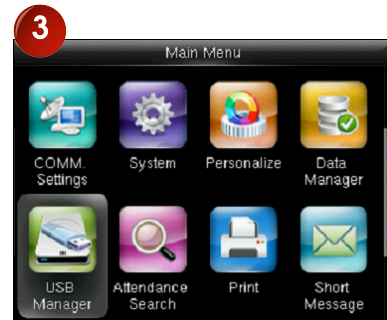 3
Main Menu
COMM. Settings
System
Personalize
Data Manager
USB Manager
Attendance Search
Print
Short Message